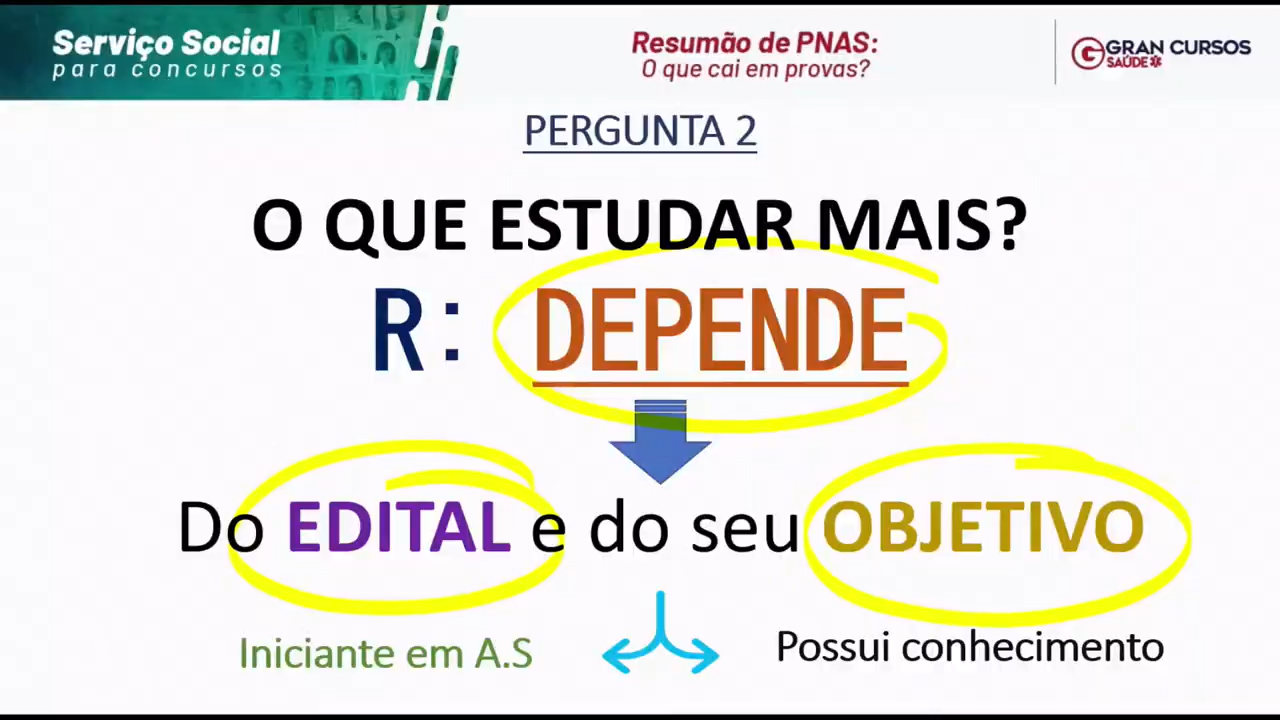 Serviço Social
para concursos
Resumão de PNAS:
O que cai em provas?
G GRAN CURSOS
SAÚDE
PERGUNTA 2
O QUE ESTUDAR MAIS?
R: DEPENDE
Do EDITAL e do seu OBJETIVO
Iniciante em A.S
Possui conhecimento